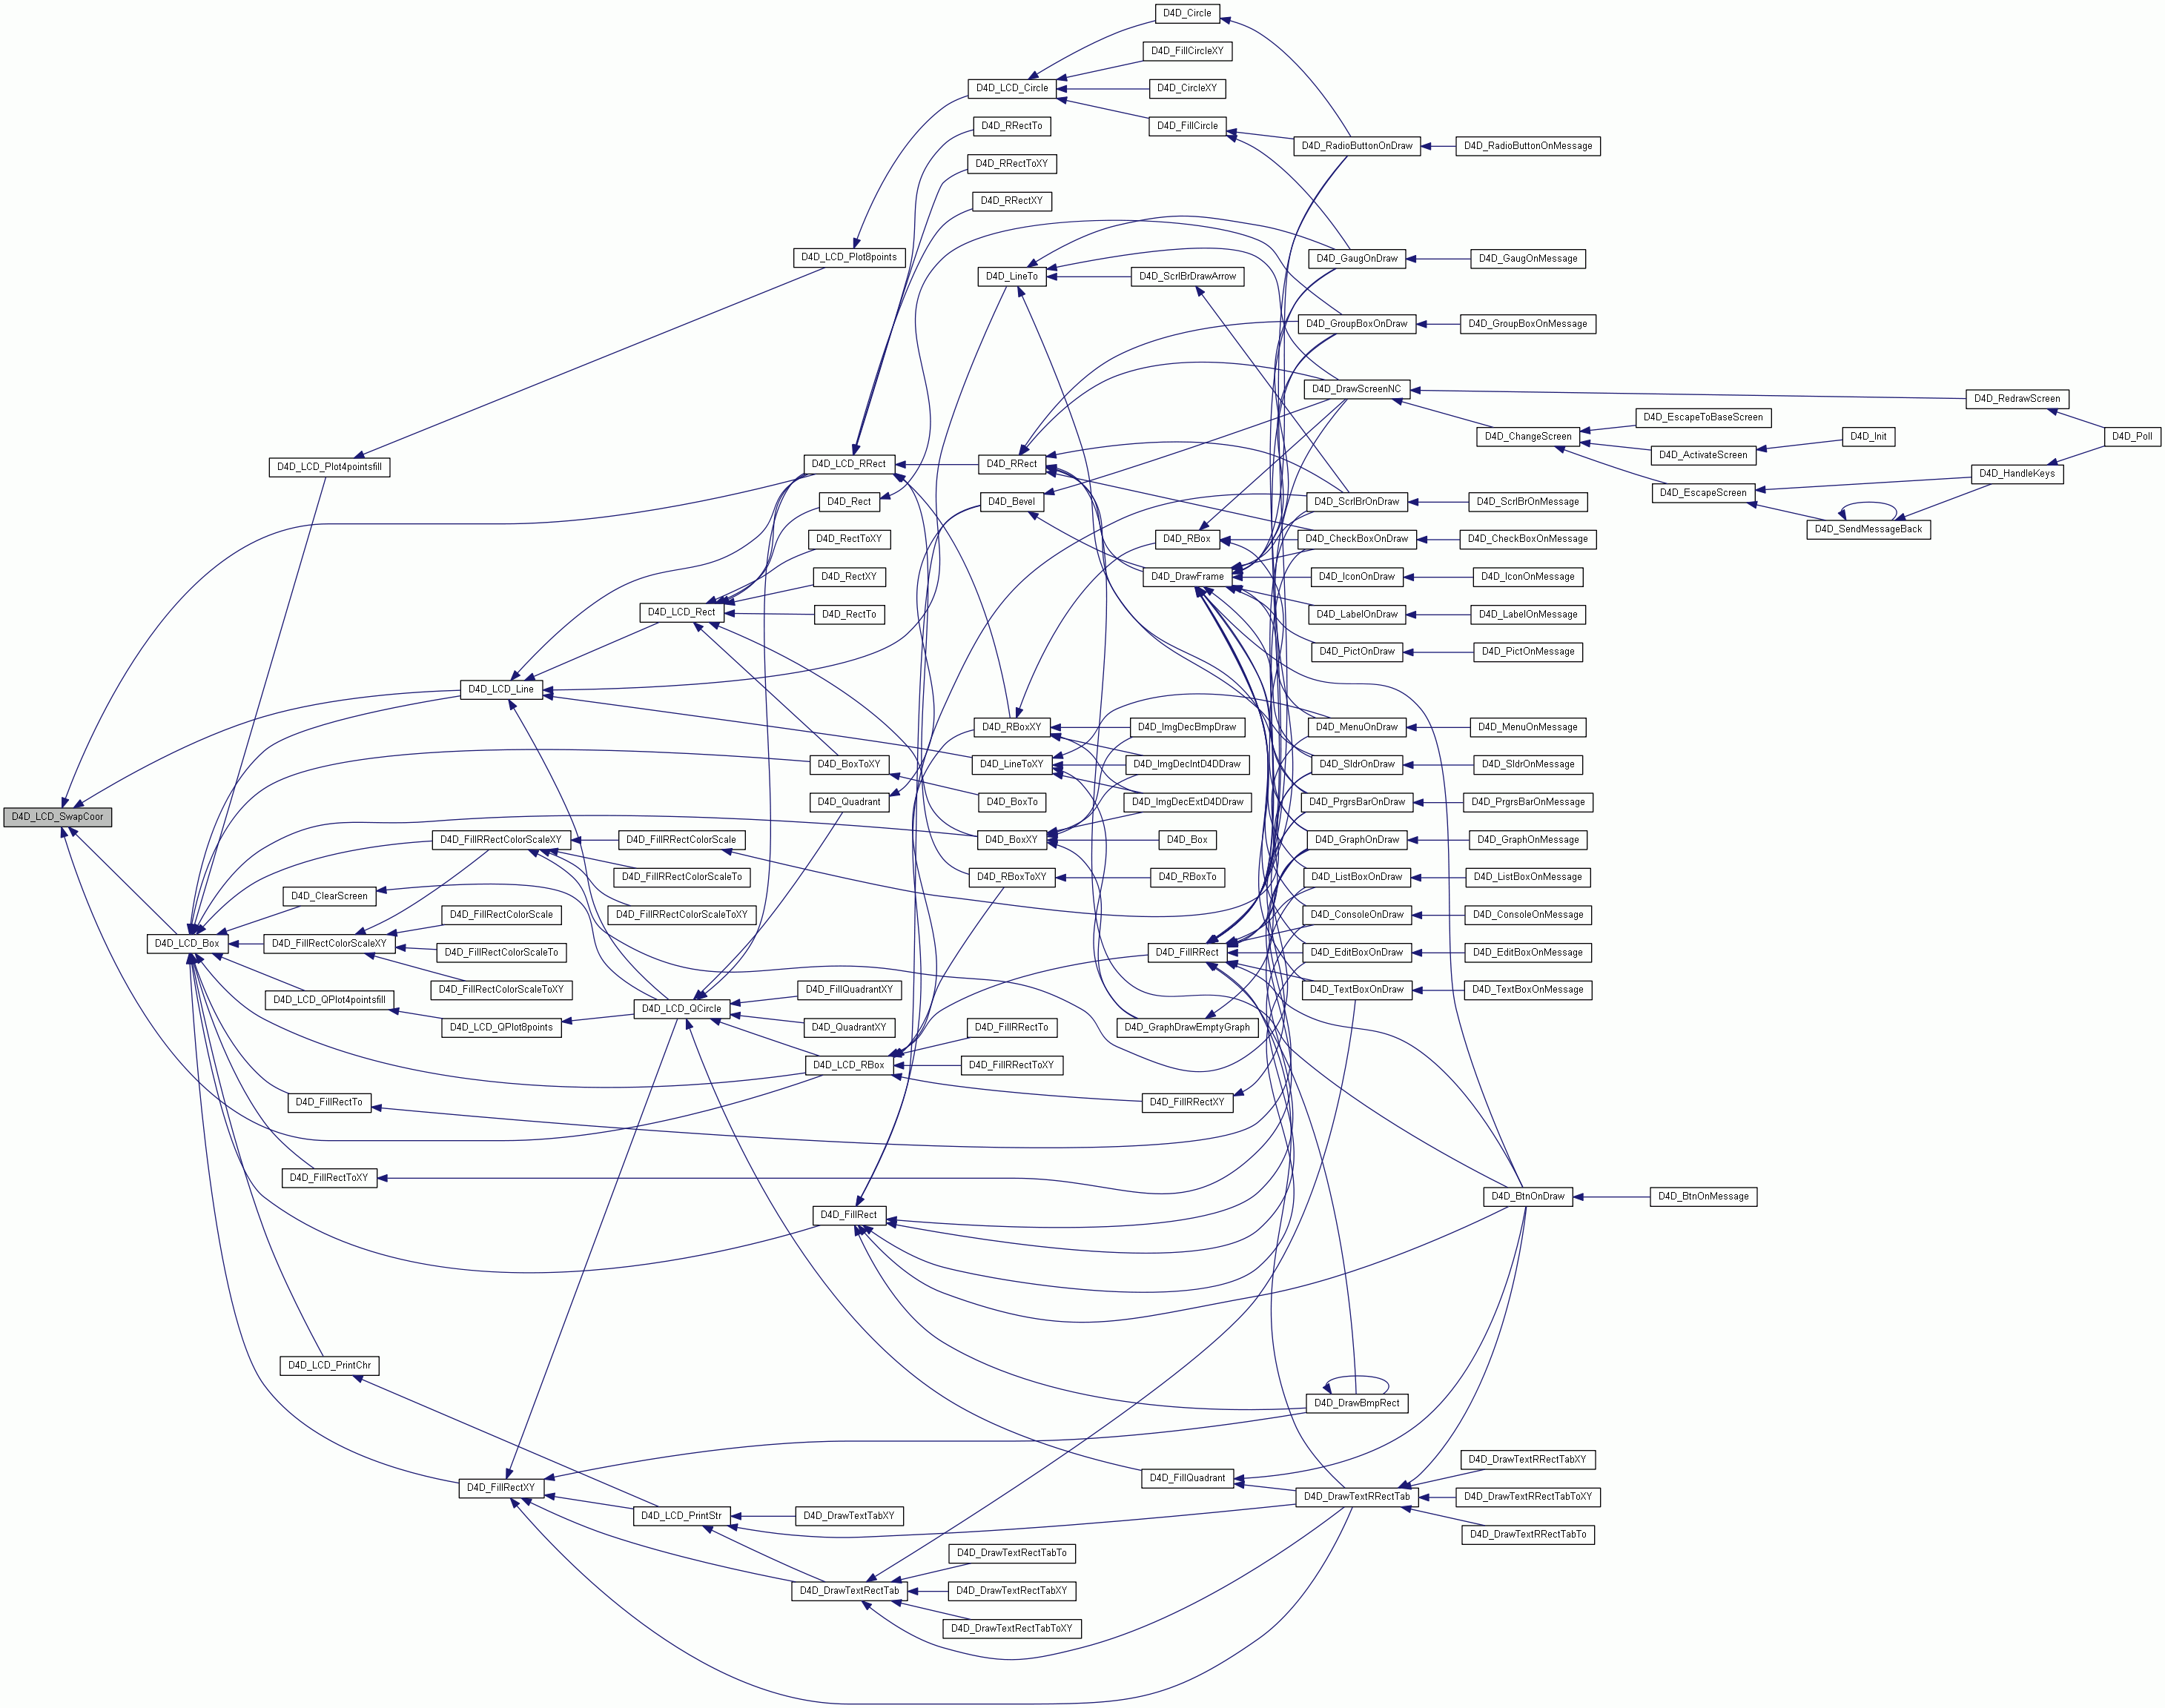 D4D_Circle
D4D_FillCircleXY
D4D_LCD_Circle
D4D_CircleXY
D4D_FillCircle
D4D_RRectTo
D4D_RadioButtonOnDraw
D4D_RadioButtonOnMessage
D4D_RRectToXY
D4D_RRectXY
D4D_LCD_Plot8points
D4D_GaugOnDraw
D4D_GaugOnMessage
D4D_LineTo
D4D_ScrlBrDrawArrow
D4D_GroupBoxOnDraw
D4D_GroupBoxOnMessage
D4D_DrawScreenNC
D4D_RedrawScreen
D4D_EscapeToBaseScreen
D4D_ChangeScreen
D4D_Init
D4D_Poll
D4D_ActivateScreen
D4D_LCD_Plot4pointsfill
D4D_LCD_RRect
D4D_RRect
D4D_HandleKeys
D4D_EscapeScreen
D4D_Rect
D4D_Bevel
D4D_ScrlBrOnDraw
D4D_ScrlBrOnMessage
D4D_SendMessageBack
D4D_RectToXY
D4D_RBox
D4D_CheckBoxOnDraw
D4D_CheckBoxOnMessage
D4D_RectXY
D4D_DrawFrame
D4D_IconOnDraw
D4D_IconOnMessage
D4D_LCD_Rect
D4D_RectTo
D4D_LabelOnDraw
D4D_LabelOnMessage
D4D_PictOnDraw
D4D_PictOnMessage
D4D_LCD_Line
D4D_RBoxXY
D4D_ImgDecBmpDraw
D4D_MenuOnDraw
D4D_MenuOnMessage
D4D_BoxToXY
D4D_LineToXY
D4D_ImgDecIntD4DDraw
D4D_SldrOnDraw
D4D_SldrOnMessage
D4D_Quadrant
D4D_BoxTo
D4D_ImgDecExtD4DDraw
D4D_PrgrsBarOnDraw
D4D_PrgrsBarOnMessage
D4D_LCD_SwapCoor
D4D_FillRRectColorScaleXY
D4D_FillRRectColorScale
D4D_BoxXY
D4D_Box
D4D_GraphOnDraw
D4D_GraphOnMessage
D4D_FillRRectColorScaleTo
D4D_RBoxToXY
D4D_RBoxTo
D4D_ListBoxOnDraw
D4D_ListBoxOnMessage
D4D_ClearScreen
D4D_FillRectColorScale
D4D_FillRRectColorScaleToXY
D4D_ConsoleOnDraw
D4D_ConsoleOnMessage
D4D_LCD_Box
D4D_FillRectColorScaleXY
D4D_FillRectColorScaleTo
D4D_FillRRect
D4D_EditBoxOnDraw
D4D_EditBoxOnMessage
D4D_FillRectColorScaleToXY
D4D_FillQuadrantXY
D4D_TextBoxOnDraw
D4D_TextBoxOnMessage
D4D_LCD_QPlot4pointsfill
D4D_LCD_QCircle
D4D_LCD_QPlot8points
D4D_QuadrantXY
D4D_FillRRectTo
D4D_GraphDrawEmptyGraph
D4D_LCD_RBox
D4D_FillRRectToXY
D4D_FillRectTo
D4D_FillRRectXY
D4D_FillRectToXY
D4D_BtnOnDraw
D4D_BtnOnMessage
D4D_FillRect
D4D_LCD_PrintChr
D4D_DrawBmpRect
D4D_DrawTextRRectTabXY
D4D_FillQuadrant
D4D_FillRectXY
D4D_DrawTextRRectTab
D4D_DrawTextRRectTabToXY
D4D_LCD_PrintStr
D4D_DrawTextTabXY
D4D_DrawTextRRectTabTo
D4D_DrawTextRectTabTo
D4D_DrawTextRectTab
D4D_DrawTextRectTabXY
D4D_DrawTextRectTabToXY